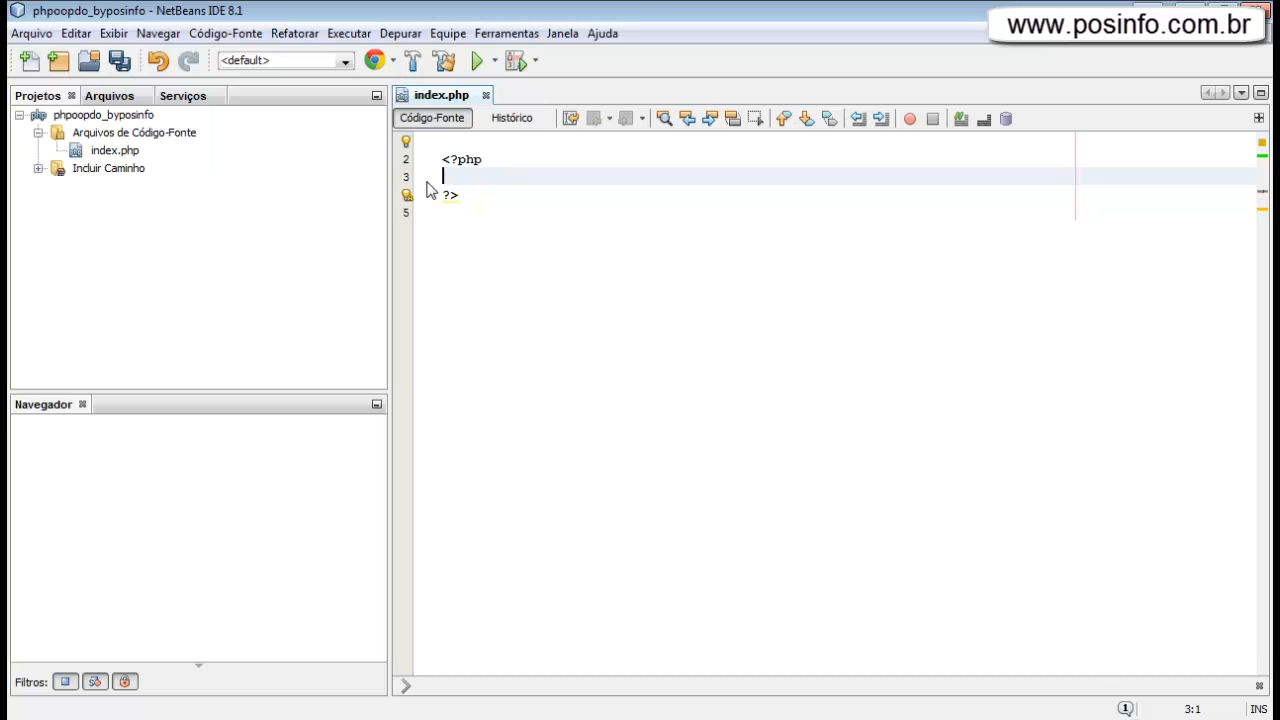 phpoopdo_byposinfo - NetBeans IDE 8.1
www.posinfo.com.br
Arquivo Editar Exibir Navegar Código-Fonte Refatorar Executar Depurar Equipe Ferramentas Janela Ajuda
<default>
Projetos Arquivos Serviços
index.php
phpoopdo_byposinfo
Código-Fonte Histórico
Arquivos de Código-Fonte
index.php
Incluir Caminho
2 <?php
3
?>
5
Navegador
Filtros:
1 3:1 INS